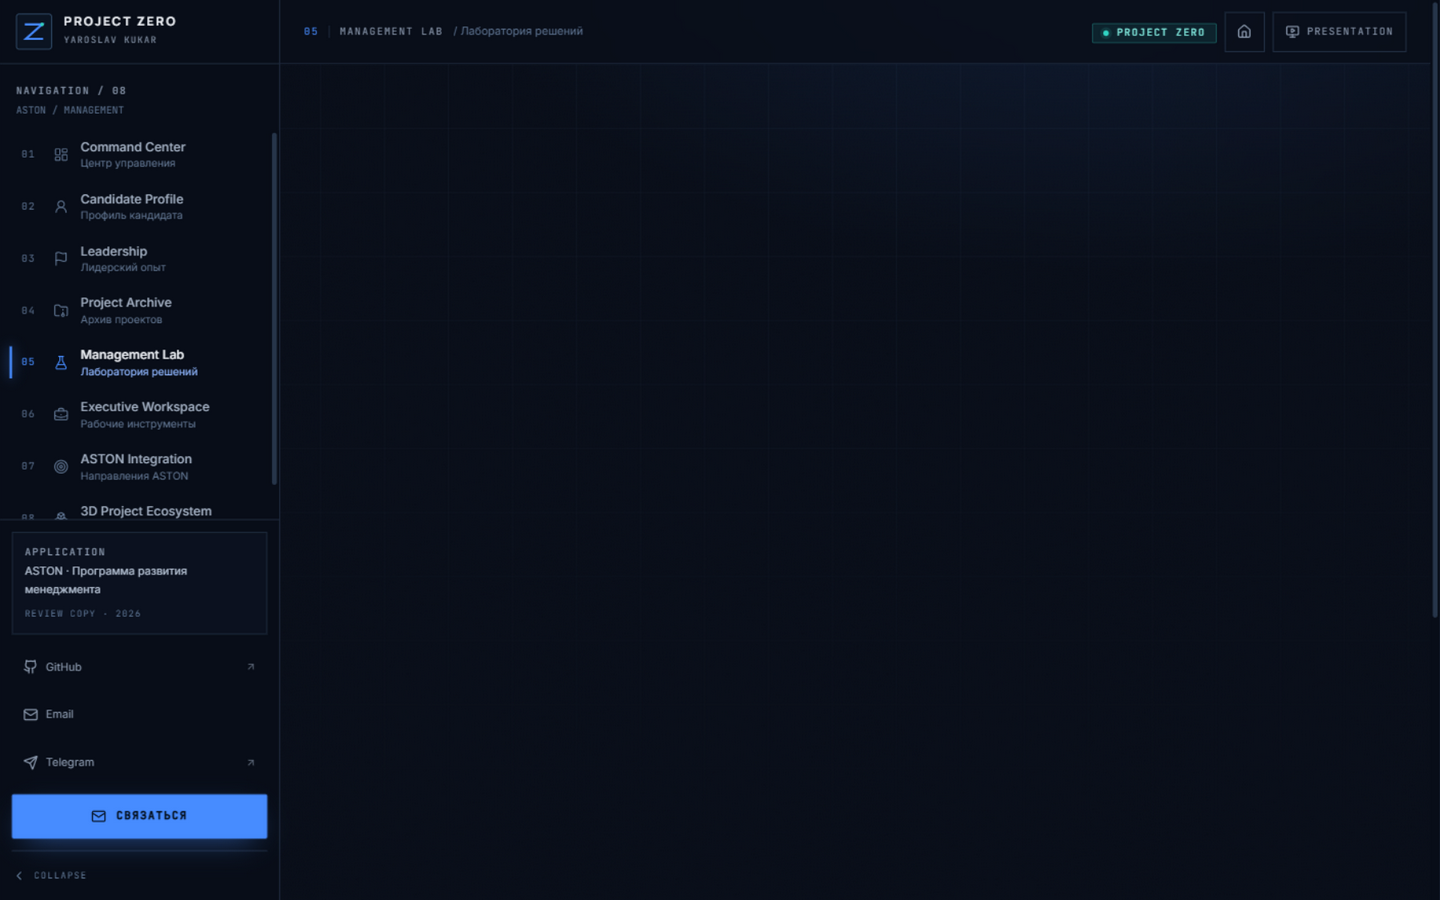 PROJECT ZERO
YAROSLAV KUKAR
05 | MANAGEMENT LAB / Лаборатория решений
PROJECT ZERO
PRESENTATION
NAVIGATION / 08
ASTON / MANAGEMENT
01 Command Center
Центр управления
02 Candidate Profile
Профиль кандидата
03 Leadership
Лидерский опыт
04 Project Archive
Архив проектов
05 Management Lab
Лаборатория решений
06 Executive Workspace
Рабочие инструменты
07 ASTON Integration
Направления ASTON
08 3D Project Ecosystem
APPLICATION
ASTON · Программа развития
менеджмента
REVIEW COPY · 2026
GitHub
Email
Telegram
СВЯЗАТЬСЯ
COLLAPSE